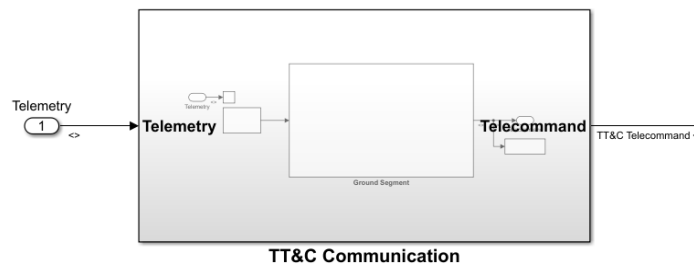 Telemetry
1
<>
Telemetry
Telemetry
<>
Telecommand
TT&C Telecommand
Ground Segment
TT&C Communication